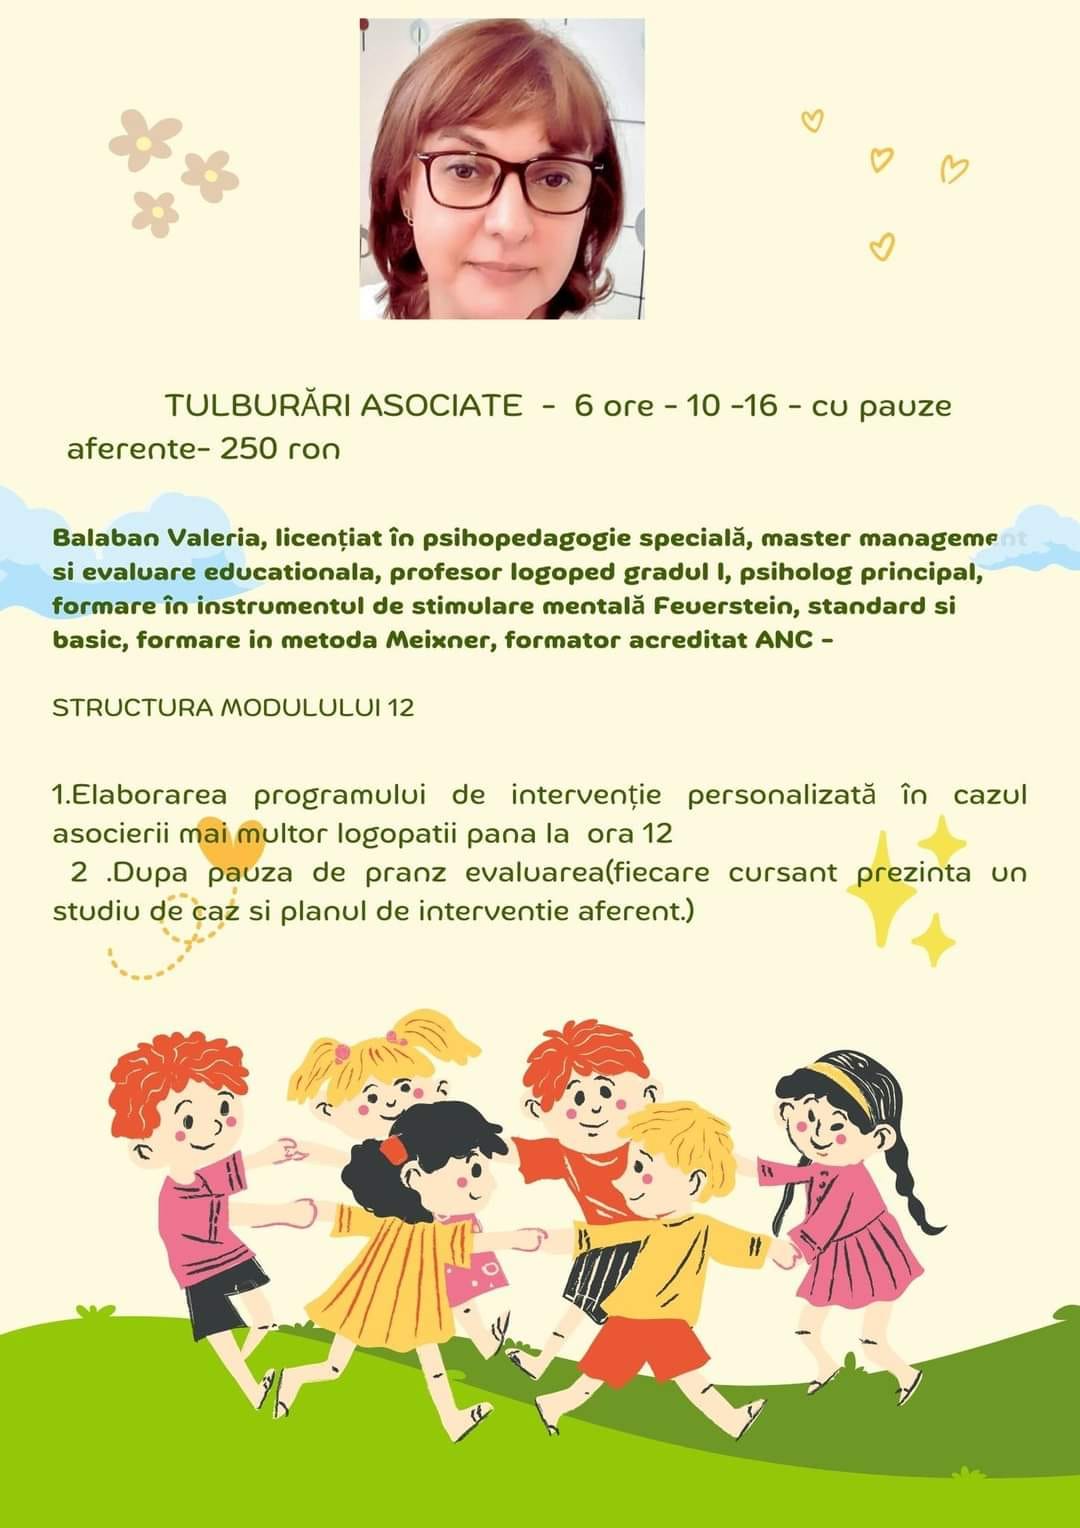 TULBURĂRI ASOCIATE - 6 ore - 10 -16 - cu pauze
aferente- 250 ron
Balaban Valeria, licențiat în psihopedagogie specială, master management
si evaluare educationala, profesor logoped gradul I, psiholog principal,
formare în instrumentul de stimulare mentală Feuerstein, standard si
basic, formare in metoda Meixner, formator acreditat ANC -
STRUCTURA MODULULUI 12
1.Elaborarea programului de intervenție personalizată în cazul
asocierii mai multor logopatii pana la ora 12
2 .Dupa pauza de pranz evaluarea(fiecare cursant prezinta un
studiu de caz si planul de interventie aferent.)